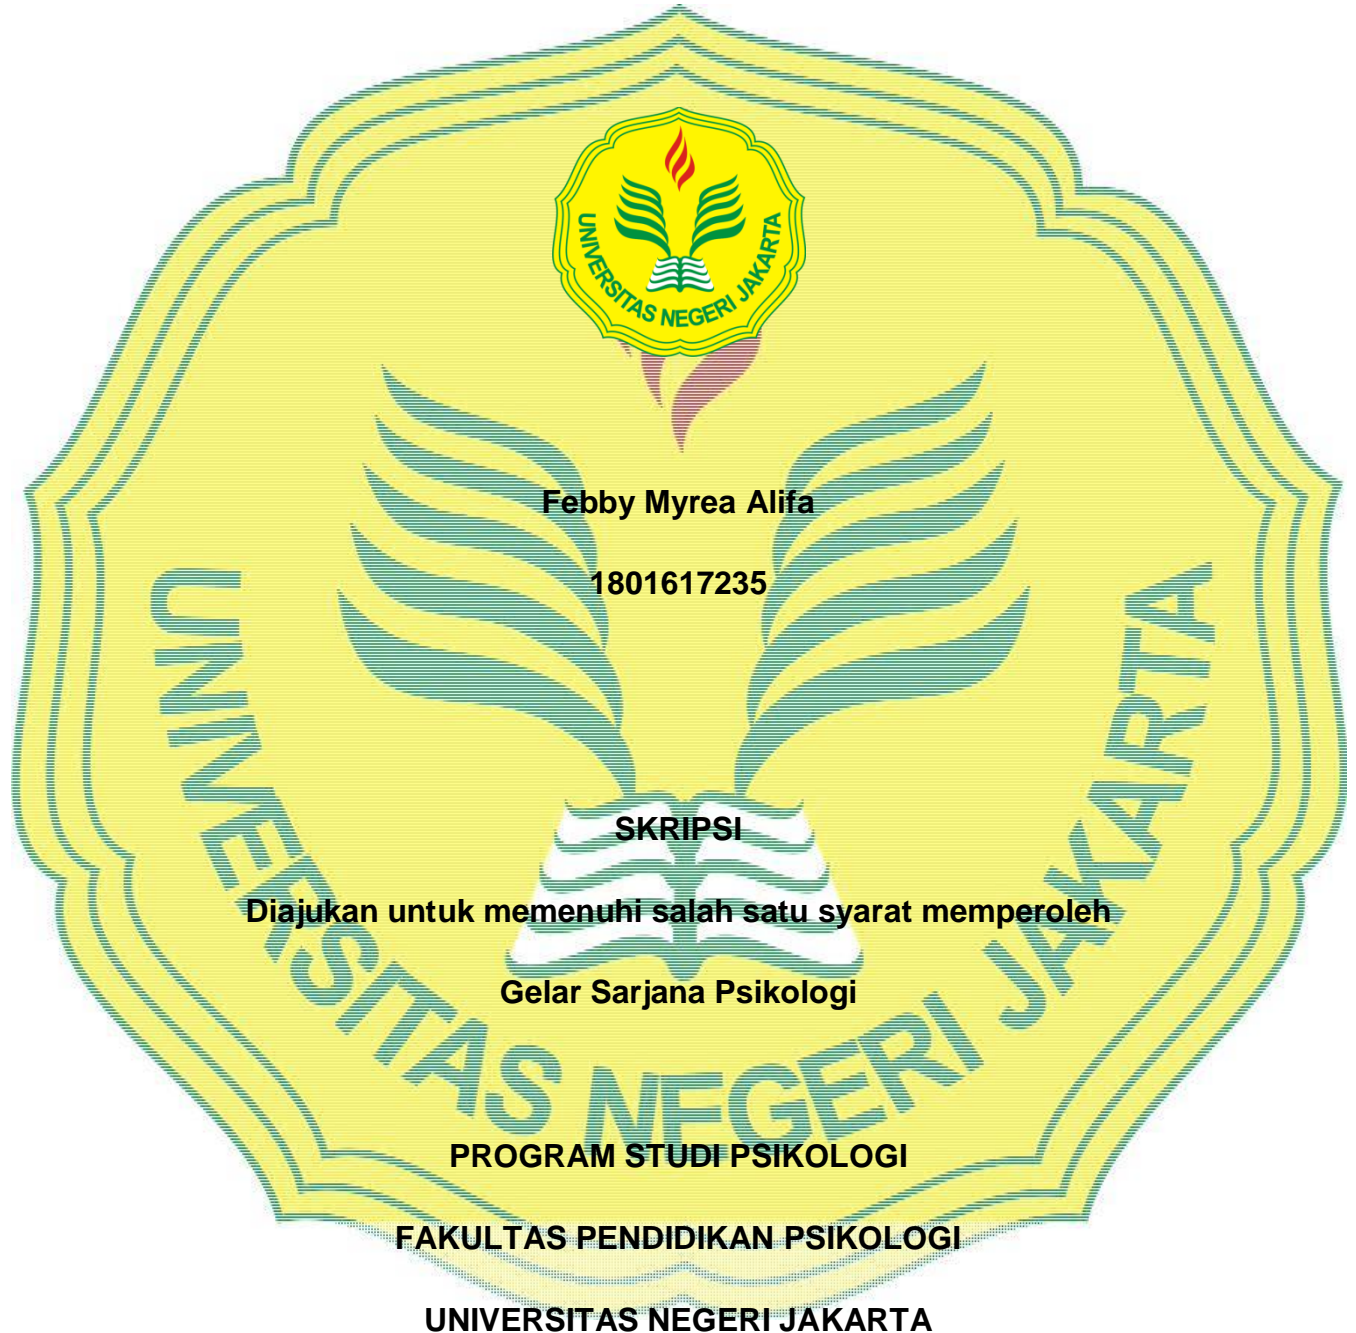 UNIVERSITAS NEGERI JAKARTA
Febby Myrea Alifa
1801617235
SKRIPSI
Diajukan untuk memenuhi salah satu syarat memperoleh
Gelar Sarjana Psikologi
PROGRAM STUDI PSIKOLOGI
FAKULTAS PENDIDIKAN PSIKOLOGI
UNIVERSITAS NEGERI JAKARTA
UNIVERSITAS NEGERI JAKARTA